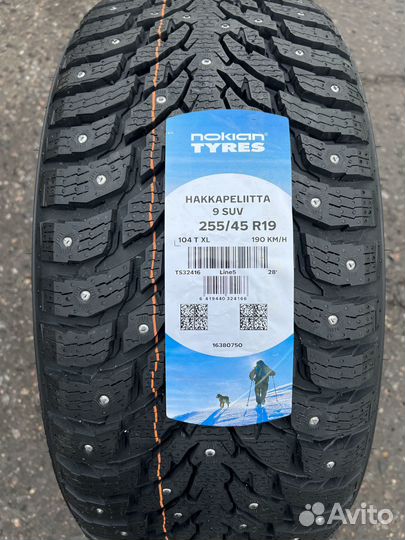 nokian
TYRES
HAKKAPELIITTA
9 SUV
255/45 R19
104 T XL 190 KM/H
TS32416 Line5 28'
6 419440 324166
16380750
Avito